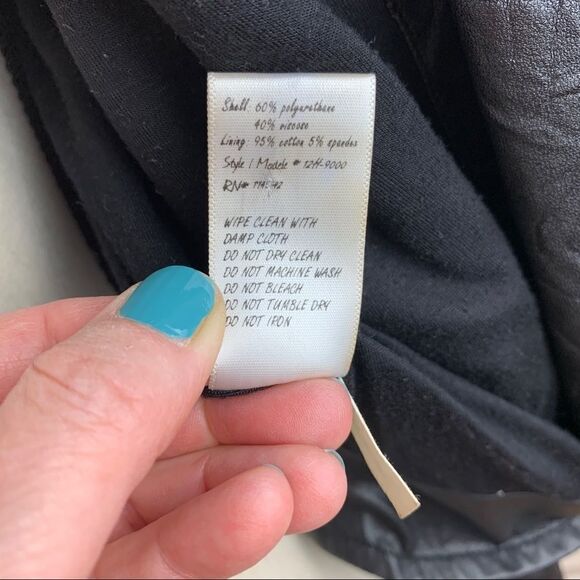 Shell: 60% polyurethane
40% viscose
Lining: 95% cotton 5% spandex
Style / Modele # 12H-9000
RN#
WIPE CLEAN WITH
DAMP CLOTH
DO NOT DRY CLEAN
DO NOT MACHINE WASH
DO NOT BLEACH
DO NOT TUMBLE DRY
DO NOT IRON